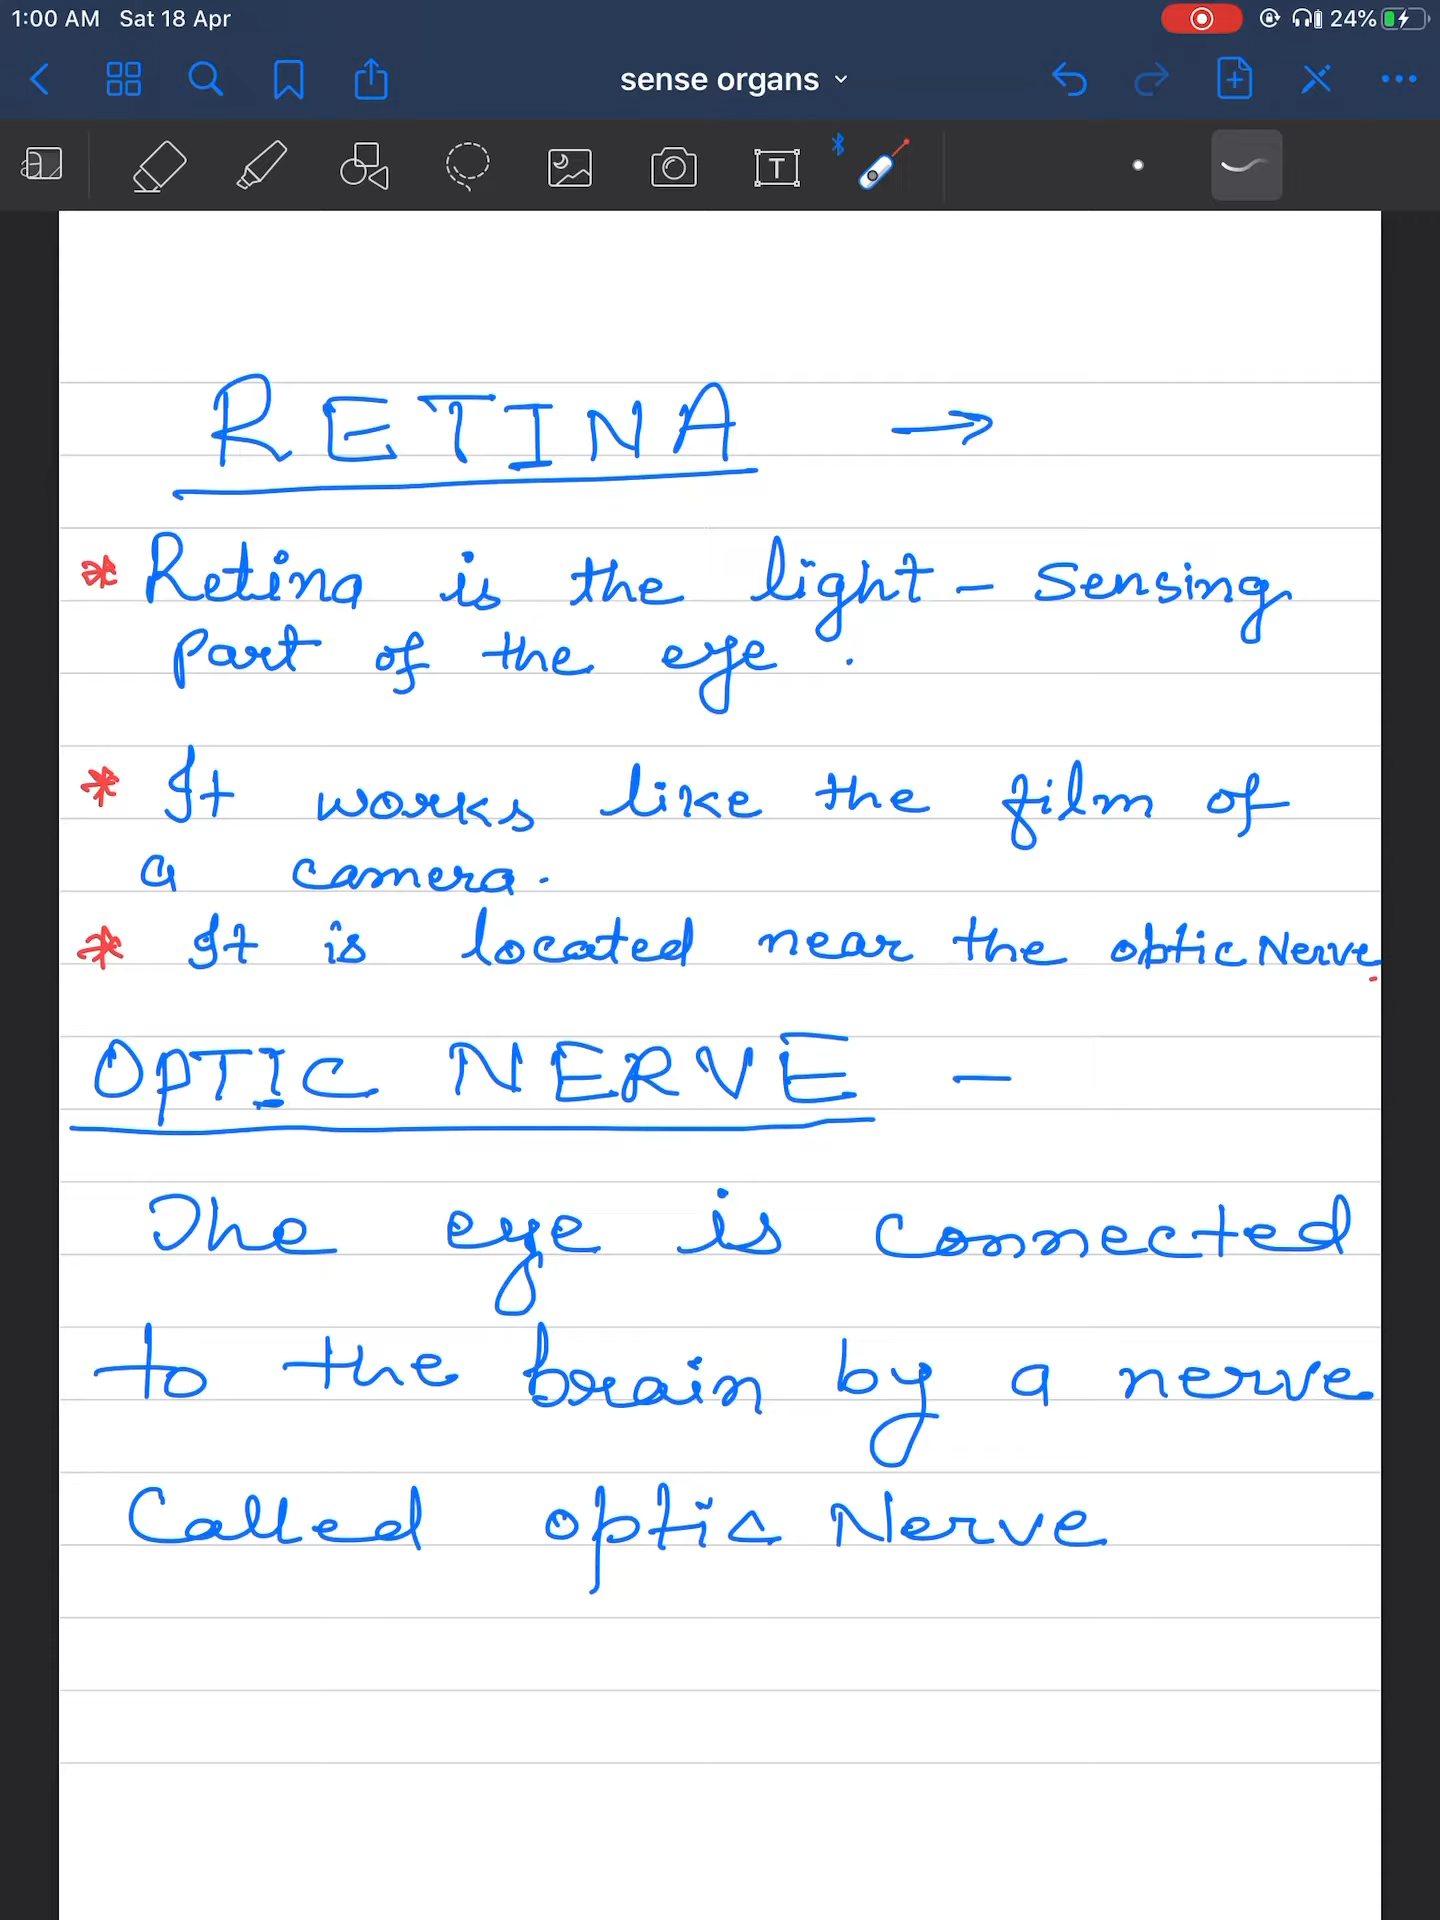 1:00 AM Sat 18 Apr
24%
sense organs
T
RETINA →
* Retina is the light - sensing
part of the eye.
* It works like the film of
a camera.
* It is located near the optic Nerve.
OPTIC NERVE -
The eye is connected
to the brain by a nerve
Called optic Nerve